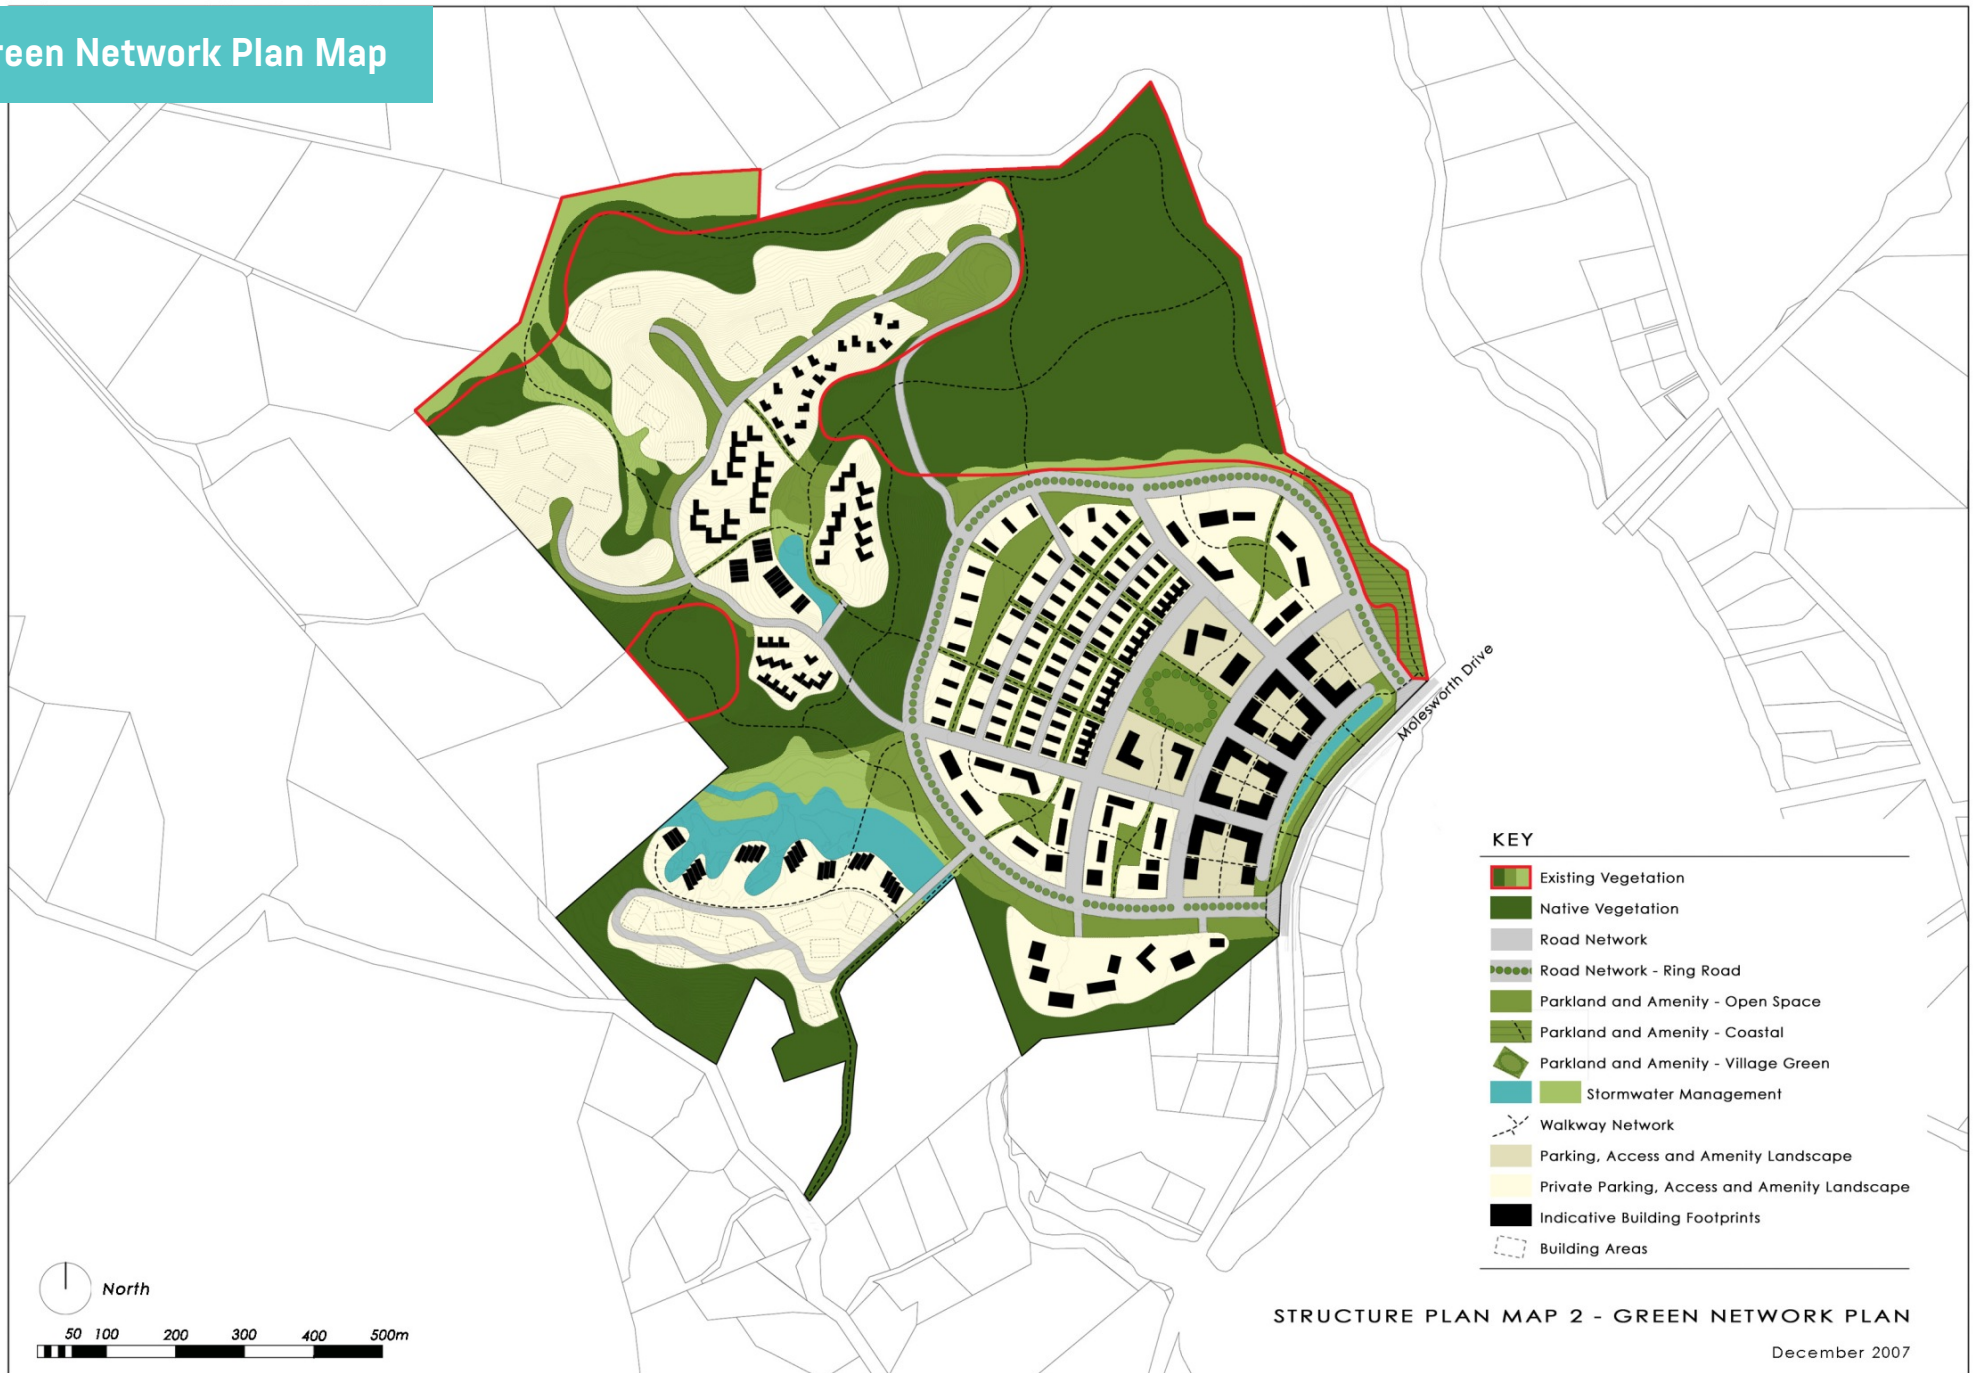 reen Network Plan Map
Molesworth Drive
KEY
Existing Vegetation
Native Vegetation
Road Network
Road Network - Ring Road
Parkland and Amenity - Open Space
Parkland and Amenity - Coastal
Parkland and Amenity - Village Green
Stormwater Management
Walkway Network
Parking, Access and Amenity Landscape
Private Parking, Access and Amenity Landscape
Indicative Building Footprints
Building Areas
North
50 100 200 300 400 500m
STRUCTURE PLAN MAP 2 - GREEN NETWORK PLAN
December 2007